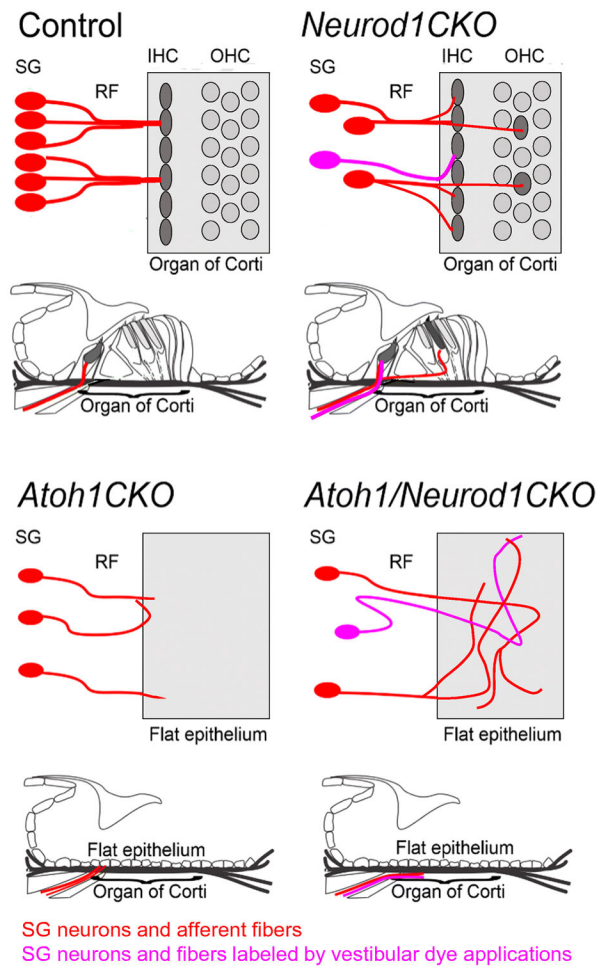 Control
Neurod1CKO
SG
RF
IHC
OHC
SG
RF
IHC
OHC
Organ of Corti
Organ of Corti
Organ of Corti
Organ of Corti
Atoh1CKO
Atoh1/Neurod1CKO
SG
RF
SG
RF
Flat epithelium
Flat epithelium
Flat epithelium
Organ of Corti
Flat epithelium
Organ of Corti
SG neurons and afferent fibers
SG neurons and fibers labeled by vestibular dye applications